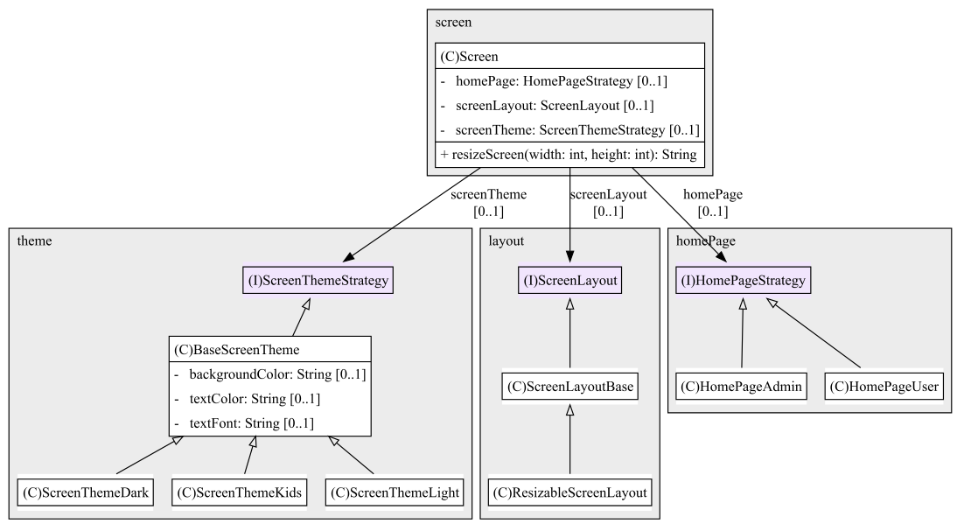 screen
(C)Screen
- homePage: HomePageStrategy [0..1]
- screenLayout: ScreenLayout [0..1]
- screenTheme: ScreenThemeStrategy [0..1]
+ resizeScreen(width: int, height: int): String
screenTheme
[0..1]
screenLayout
[0..1]
homePage
[0..1]
theme
(I)ScreenThemeStrategy
(C)BaseScreenTheme
- backgroundColor: String [0..1]
- textColor: String [0..1]
- textFont: String [0..1]
(C)ScreenThemeDark
(C)ScreenThemeKids
(C)ScreenThemeLight
layout
(I)ScreenLayout
(C)ScreenLayoutBase
(C)ResizableScreenLayout
homePage
(I)HomePageStrategy
(C)HomePageAdmin
(C)HomePageUser